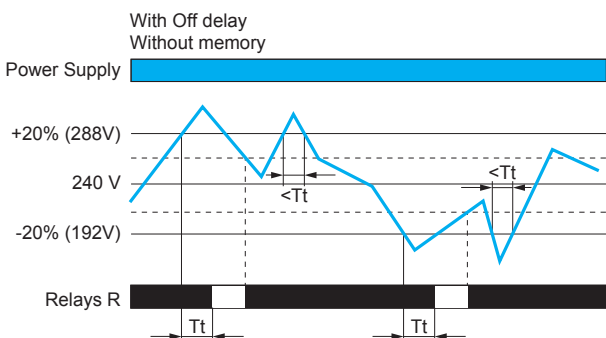 With Off delay
Without memory
Power Supply
+20% (288V)
240 V
<Tt
<Tt
-20% (192V)
Relays R
Tt
Tt